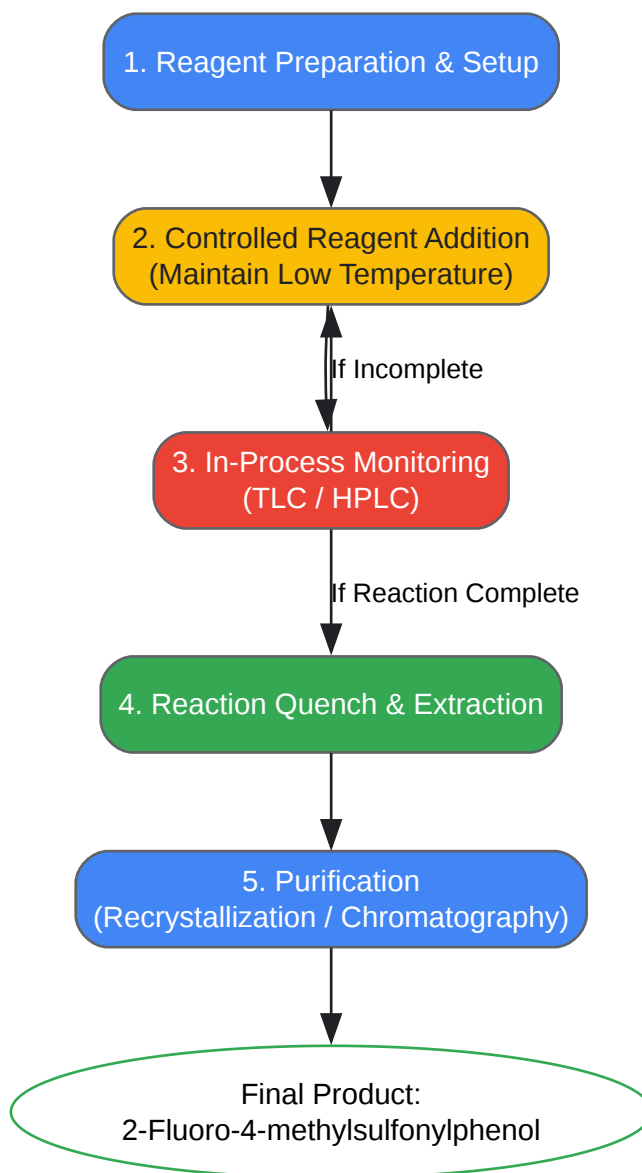 1. Reagent Preparation & Setup
2. Controlled Reagent Addition
(Maintain Low Temperature)
If Incomplete
3. In-Process Monitoring
(TLC / HPLC)
If Reaction Complete
4. Reaction Quench & Extraction
5. Purification
(Recrystallization / Chromatography)
Final Product:
2-Fluoro-4-methylsulfonylphenol